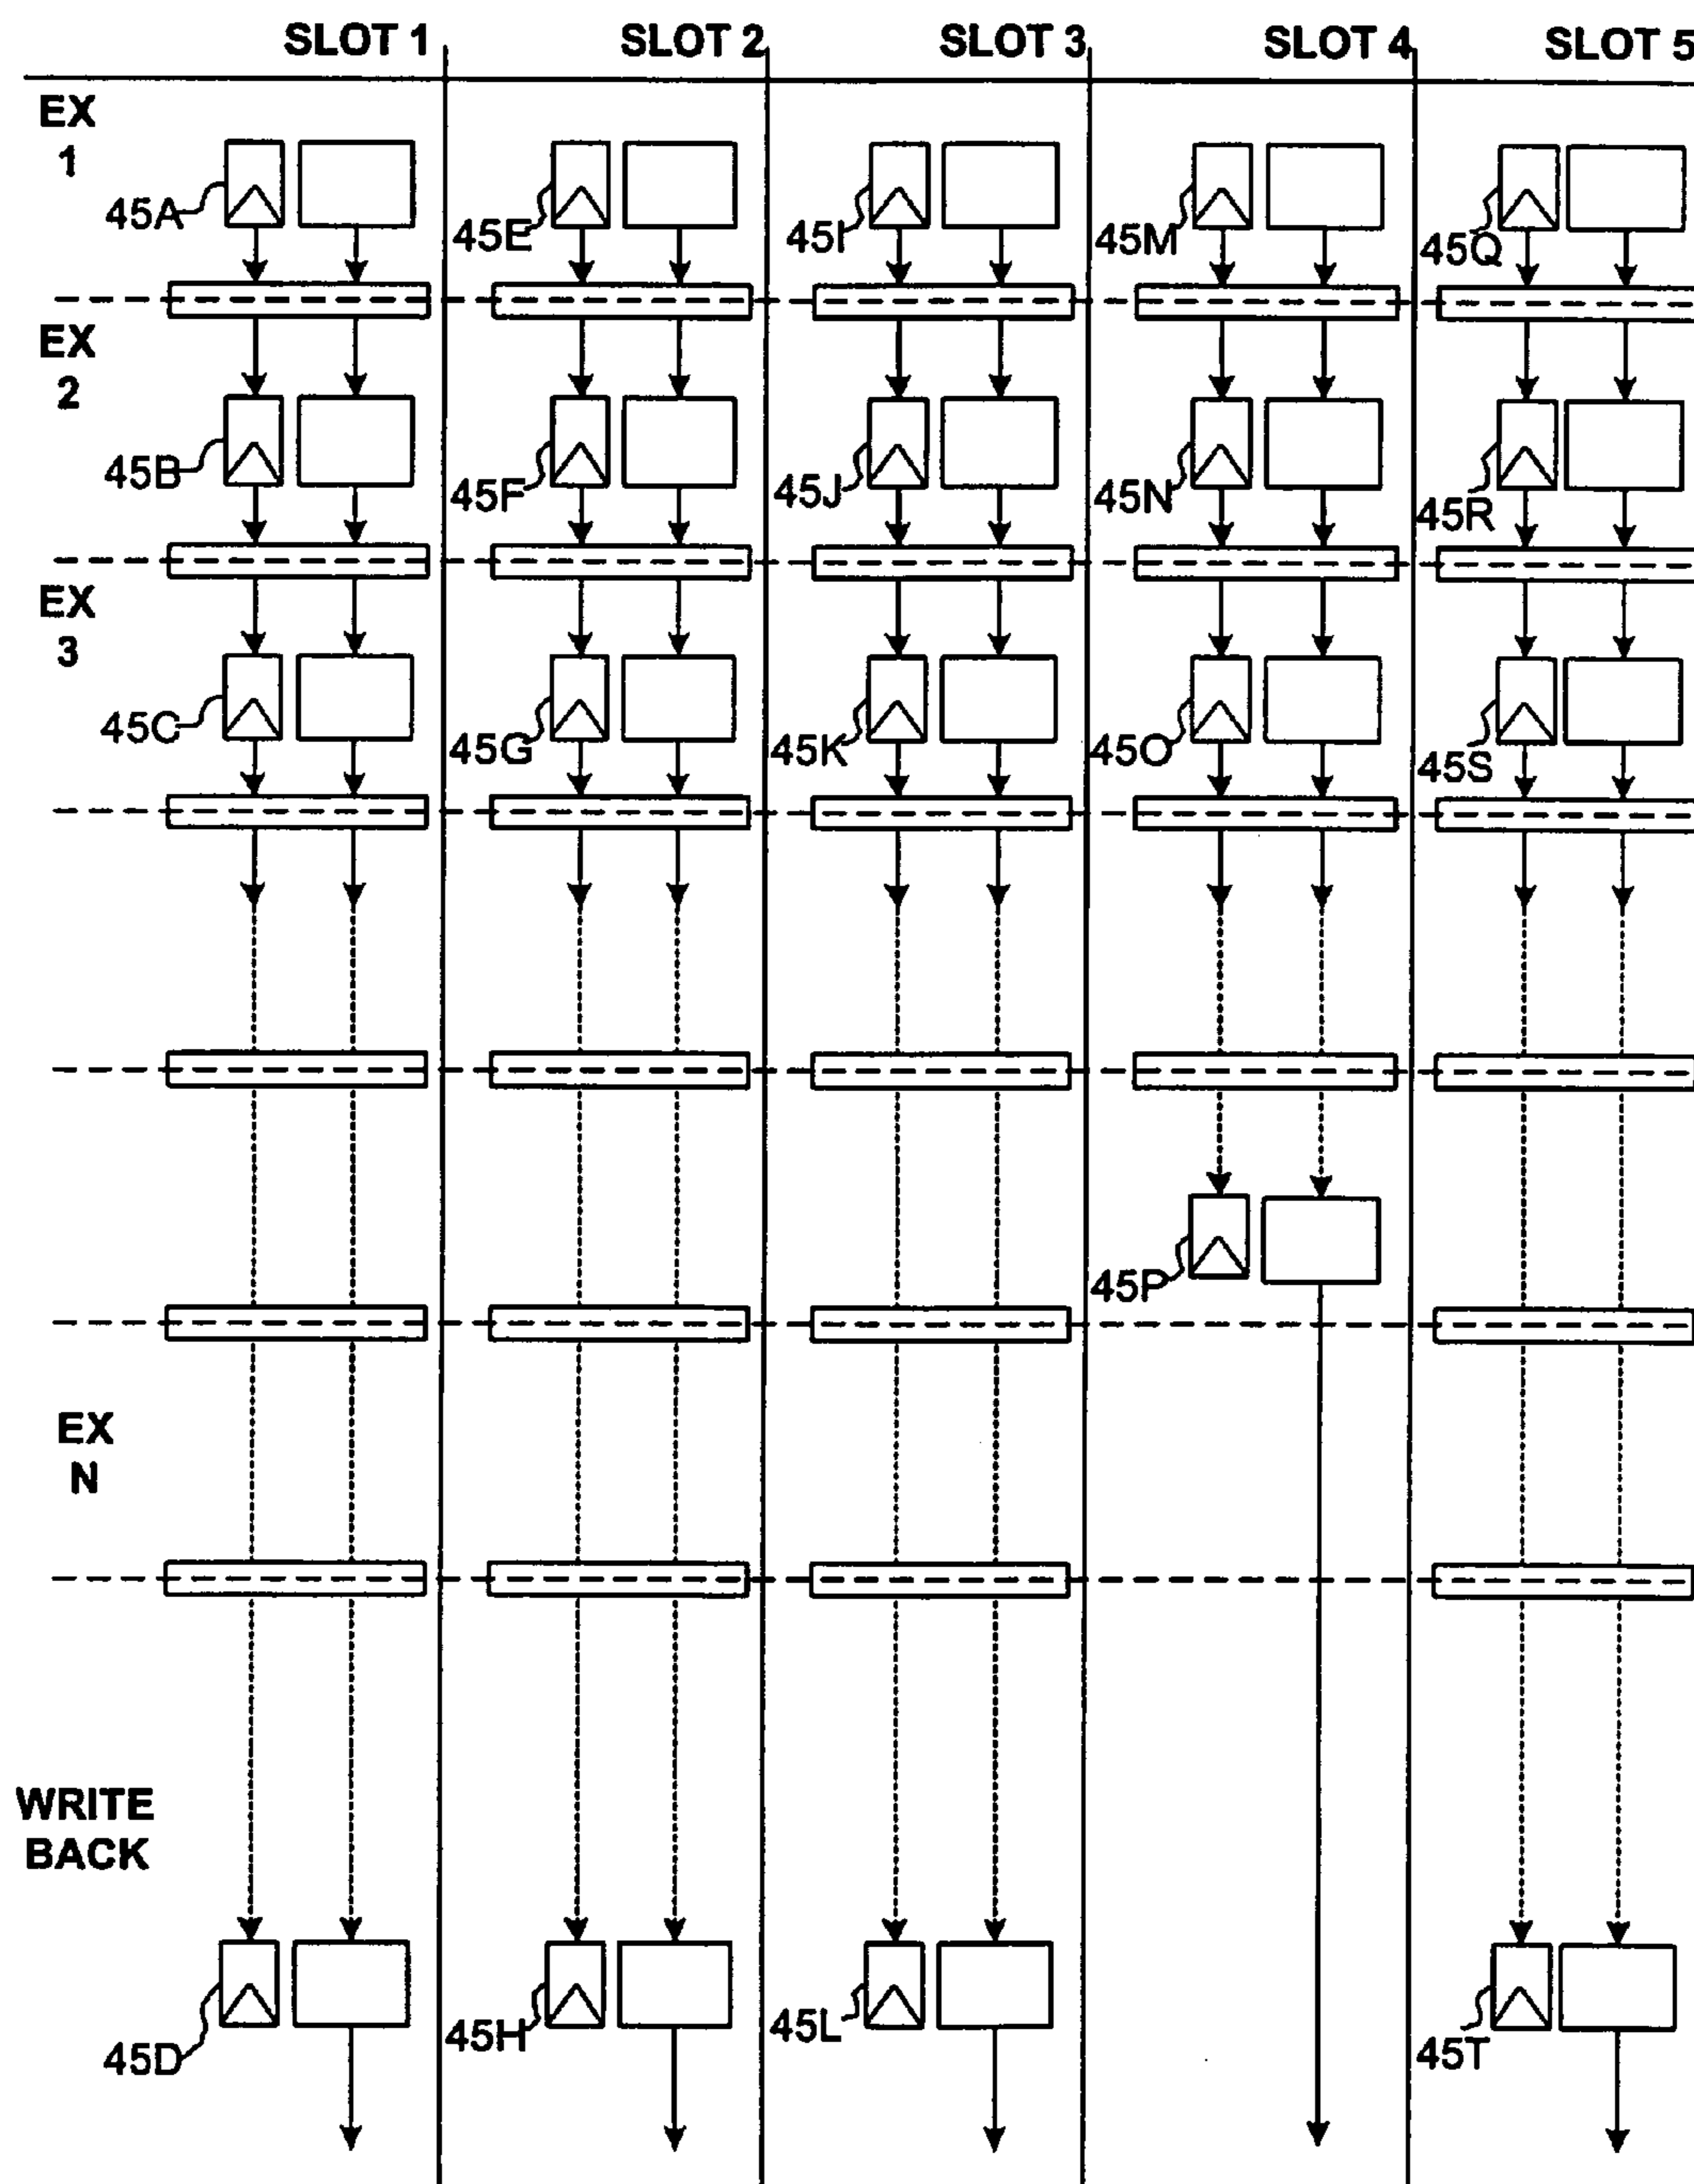 SLOT 1 SLOT 2 SLOT 3 SLOT 4 SLOT 5
EX
1
45A 45E 45I 45M 45Q
EX
2
45B 45F 45J 45N 45R
EX
3
45C 45G 45K 45O 45S
45P
EX
N
WRITE
BACK
45D 45H 45L 45T